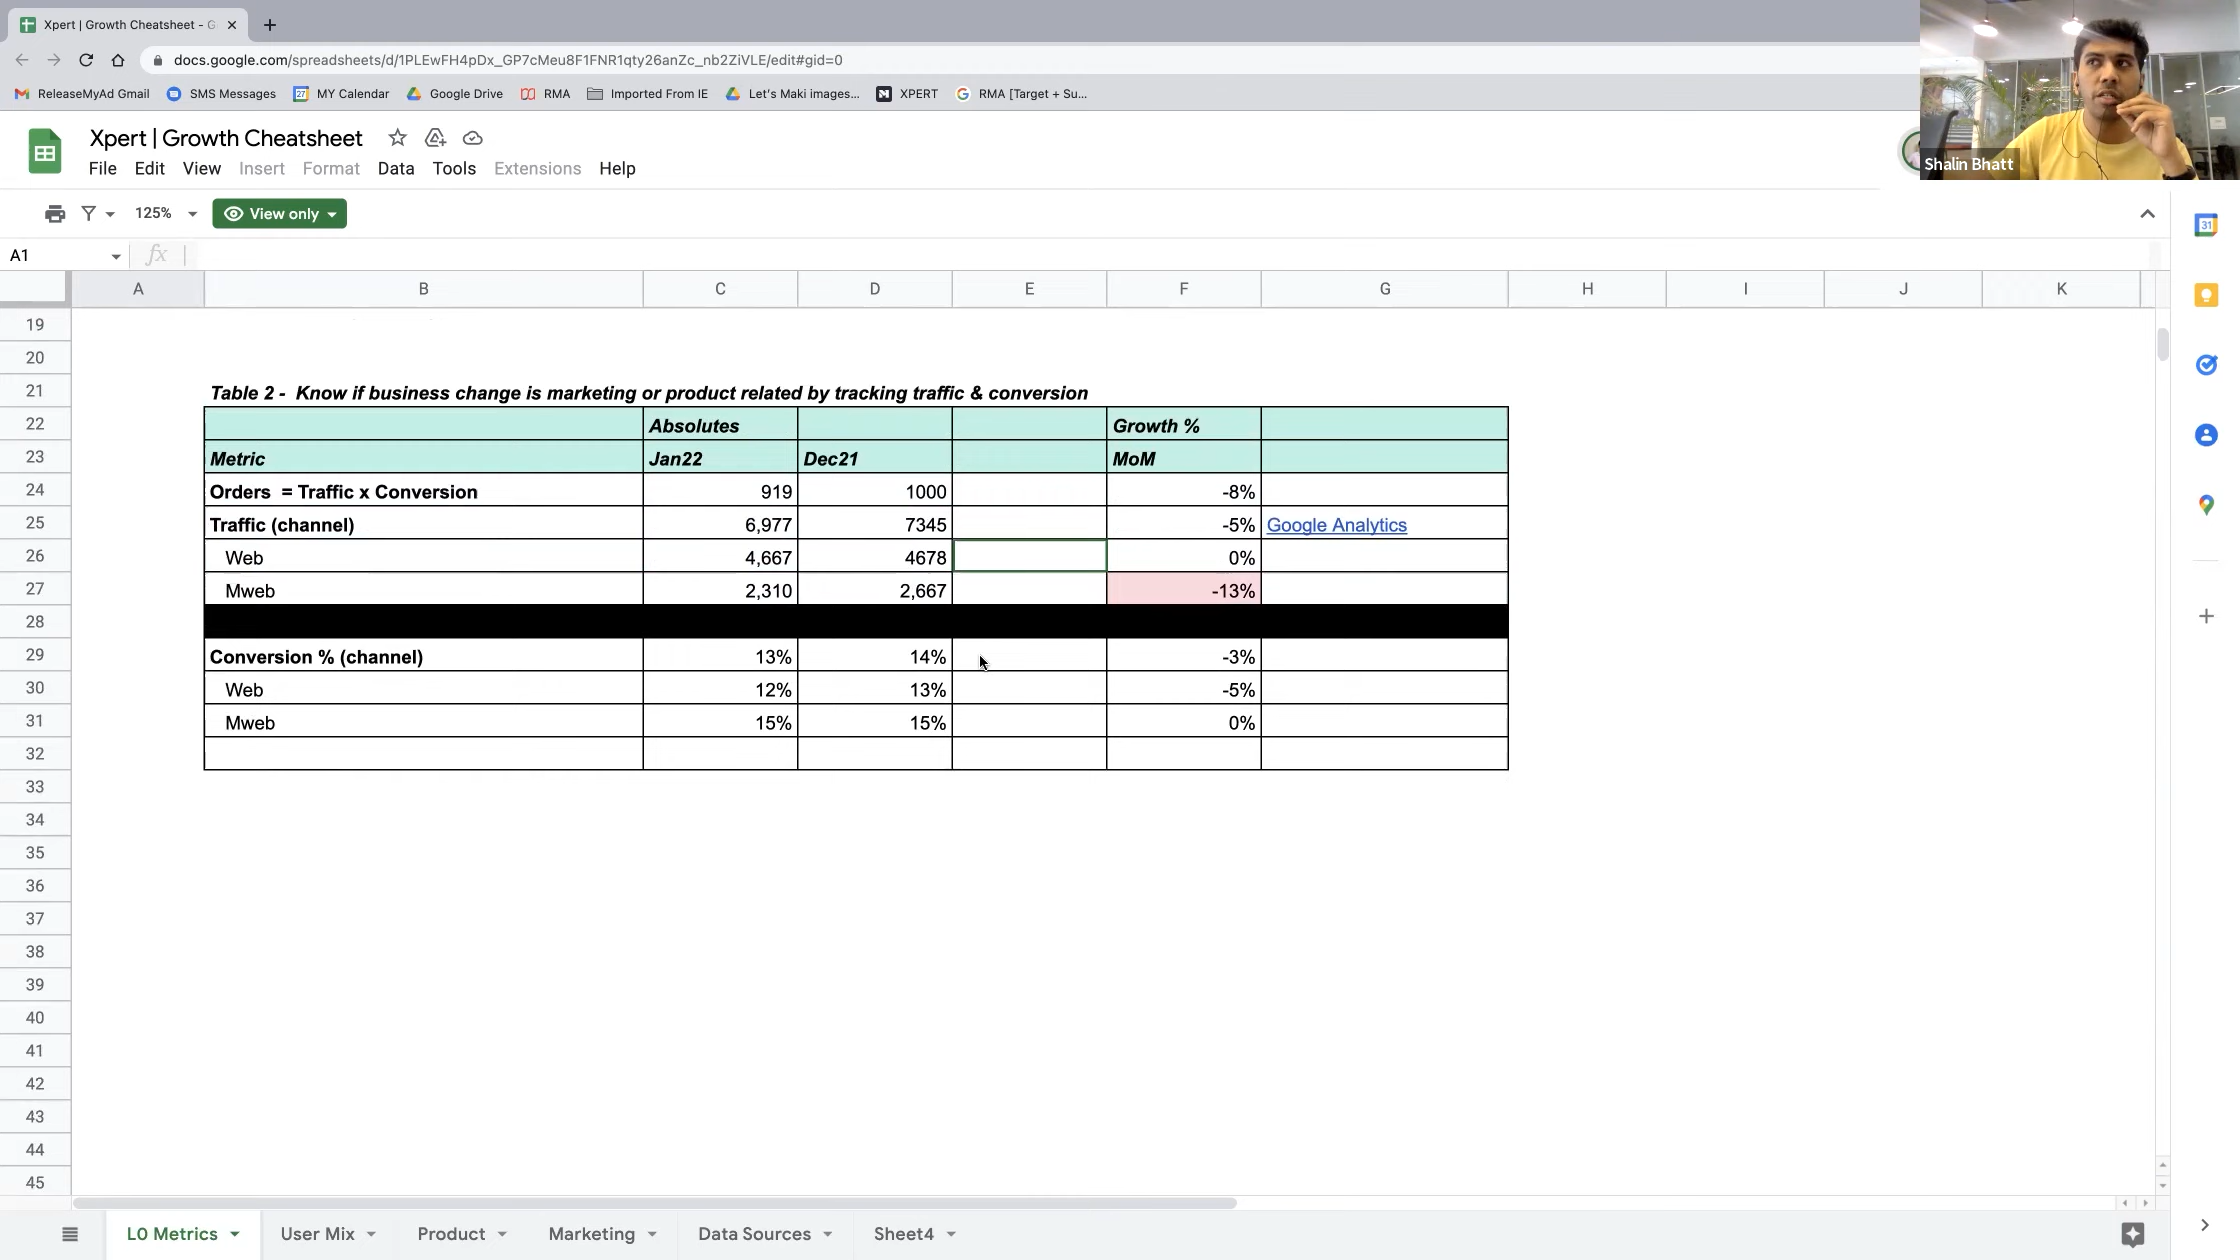 Xpert | Growth Cheatsheet - G
docs.google.com/spreadsheets/d/1PLEwFH4pDx_GP7cMeu8F1FNR1qty26anZc_nb2ZiVLE/edit#gid=0
ReleaseMyAd Gmail SMS Messages 27 MY Calendar Google Drive RMA Imported From IE Let's Maki images... XPERT RMA [Target + Su...
Xpert | Growth Cheatsheet
File Edit View Insert Format Data Tools Extensions Help
Shalin Bhatt
125% View only
31
A1 fx
A B C D E F G H I J K
19
20
21 Table 2 - Know if business change is marketing or product related by tracking traffic & conversion
22 Absolutes Growth %
23 Metric Jan22 Dec21 MoM
24 Orders = Traffic x Conversion 919 1000 -8%
25 Traffic (channel) 6,977 7345 -5% Google Analytics
26 Web 4,667 4678 0%
27 Mweb 2,310 2,667 -13%
28
29 Conversion % (channel) 13% 14% -3%
30 Web 12% 13% -5%
31 Mweb 15% 15% 0%
32
33
34
35
36
37
38
39
40
41
42
43
44
45
L0 Metrics User Mix Product Marketing Data Sources Sheet4